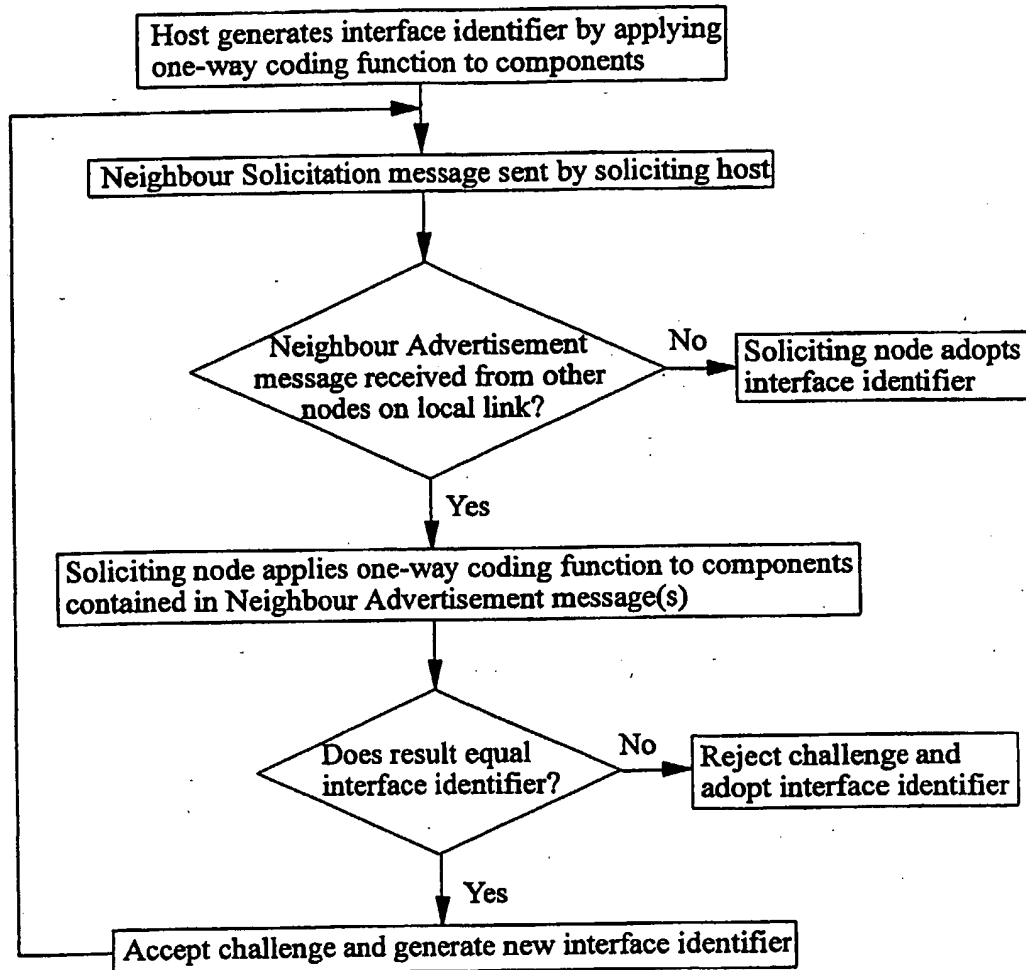 Host generates interface identifier by applying
one-way coding function to components
Neighbour Solicitation message sent by soliciting host
Neighbour Advertisement
message received from other
nodes on local link?
No
Soliciting node adopts
interface identifier
Yes
Soliciting node applies one-way coding function to components
contained in Neighbour Advertisement message(s)
Does result equal
interface identifier?
No
Reject challenge and
adopt interface identifier
Yes
Accept challenge and generate new interface identifier